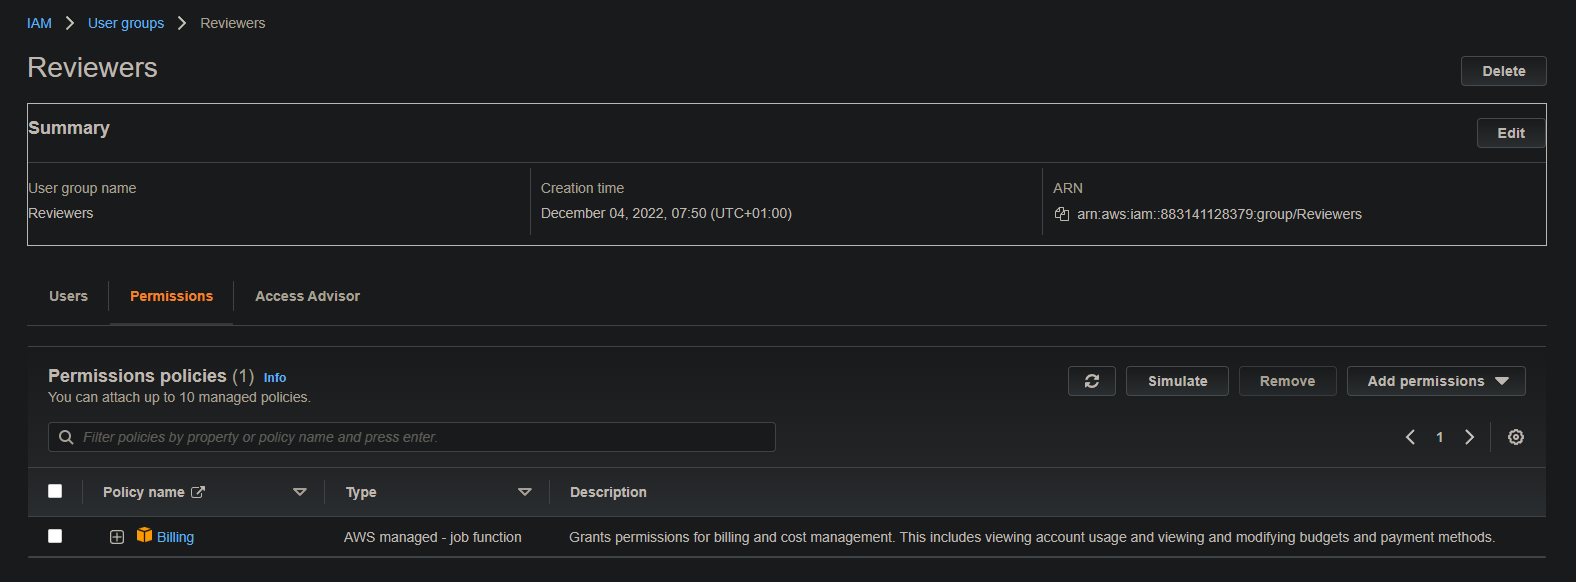 IAM > User groups > Reviewers
Reviewers
Delete
Summary
Edit
User group name
Reviewers
Creation time
December 04, 2022, 07:50 (UTC+01:00)
ARN
arn:aws:iam::883141128379:group/Reviewers
Users Permissions Access Advisor
Permissions policies (1) Info
You can attach up to 10 managed policies.
Simulate Remove Add permissions
Filter policies by property or policy name and press enter.
1
Policy name Type Description
Billing AWS managed - job function Grants permissions for billing and cost management. This includes viewing account usage and viewing and modifying budgets and payment methods.